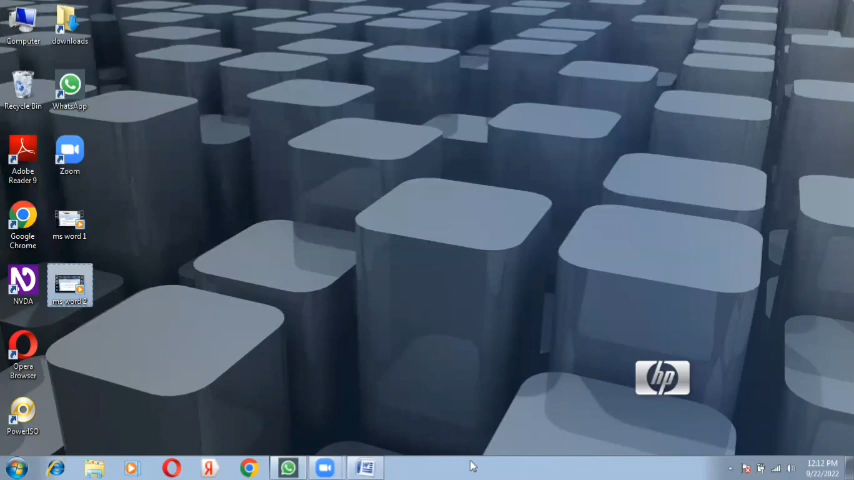 Computer
downloads
Recycle Bin
WhatsApp
Adobe
Reader 9
Zoom
Google
Chrome
ms word 1
NVDA
ms word 2
Opera
Browser
PowerISO
hp
12:12 PM
9/22/2022